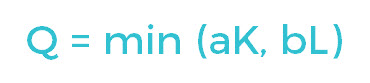 Q = min (aK, bL)